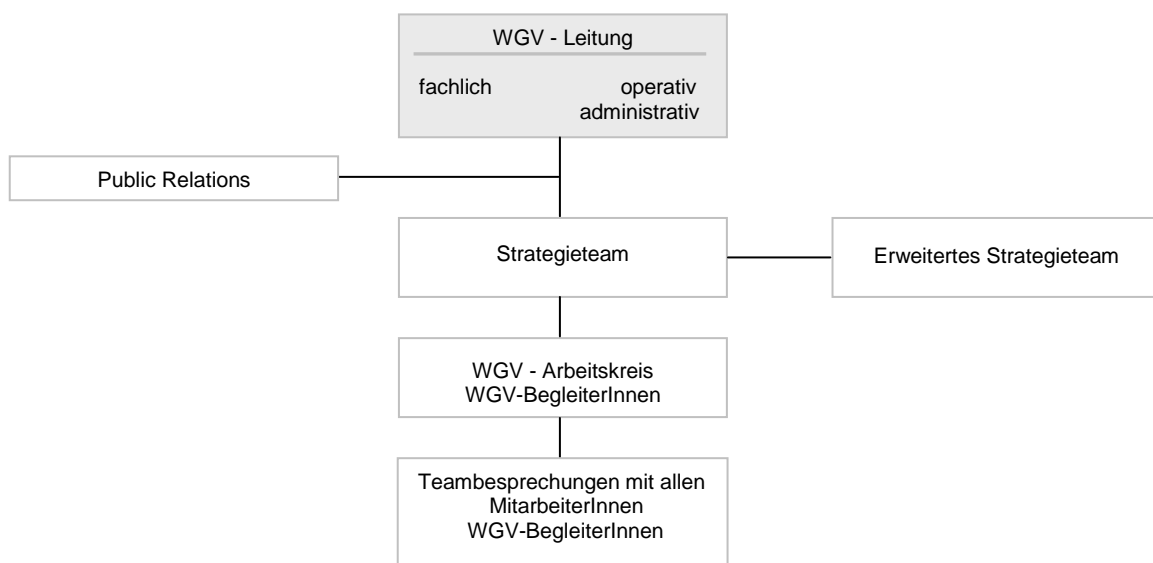 WGV - Leitung
fachlich operativ
administrativ
Public Relations
Strategieteam
Erweitertes Strategieteam
WGV - Arbeitskreis
WGV-BegleiterInnen
Teambesprechungen mit allen
MitarbeiterInnen
WGV-BegleiterInnen